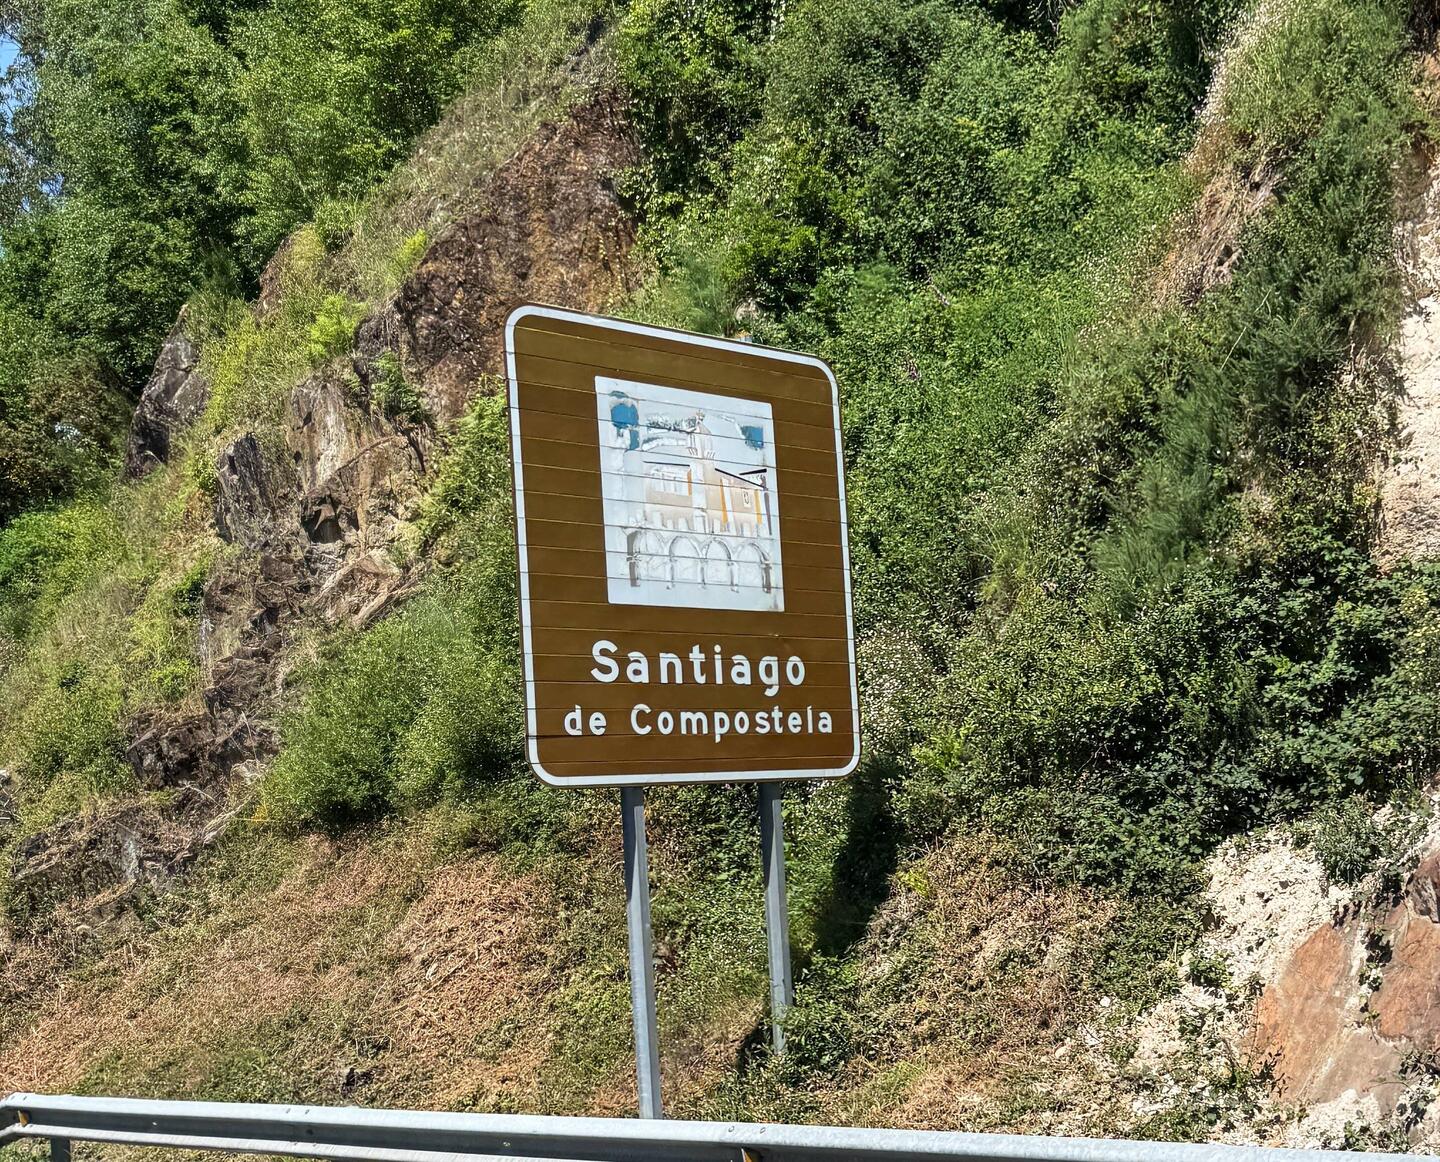 Santiago
de Compostela